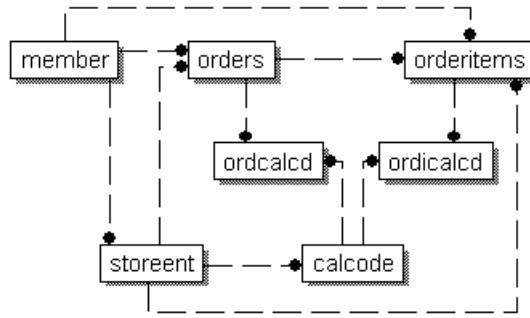 member
orders
orderitems
ordcalcd
ordicalcd
storeent
calcode